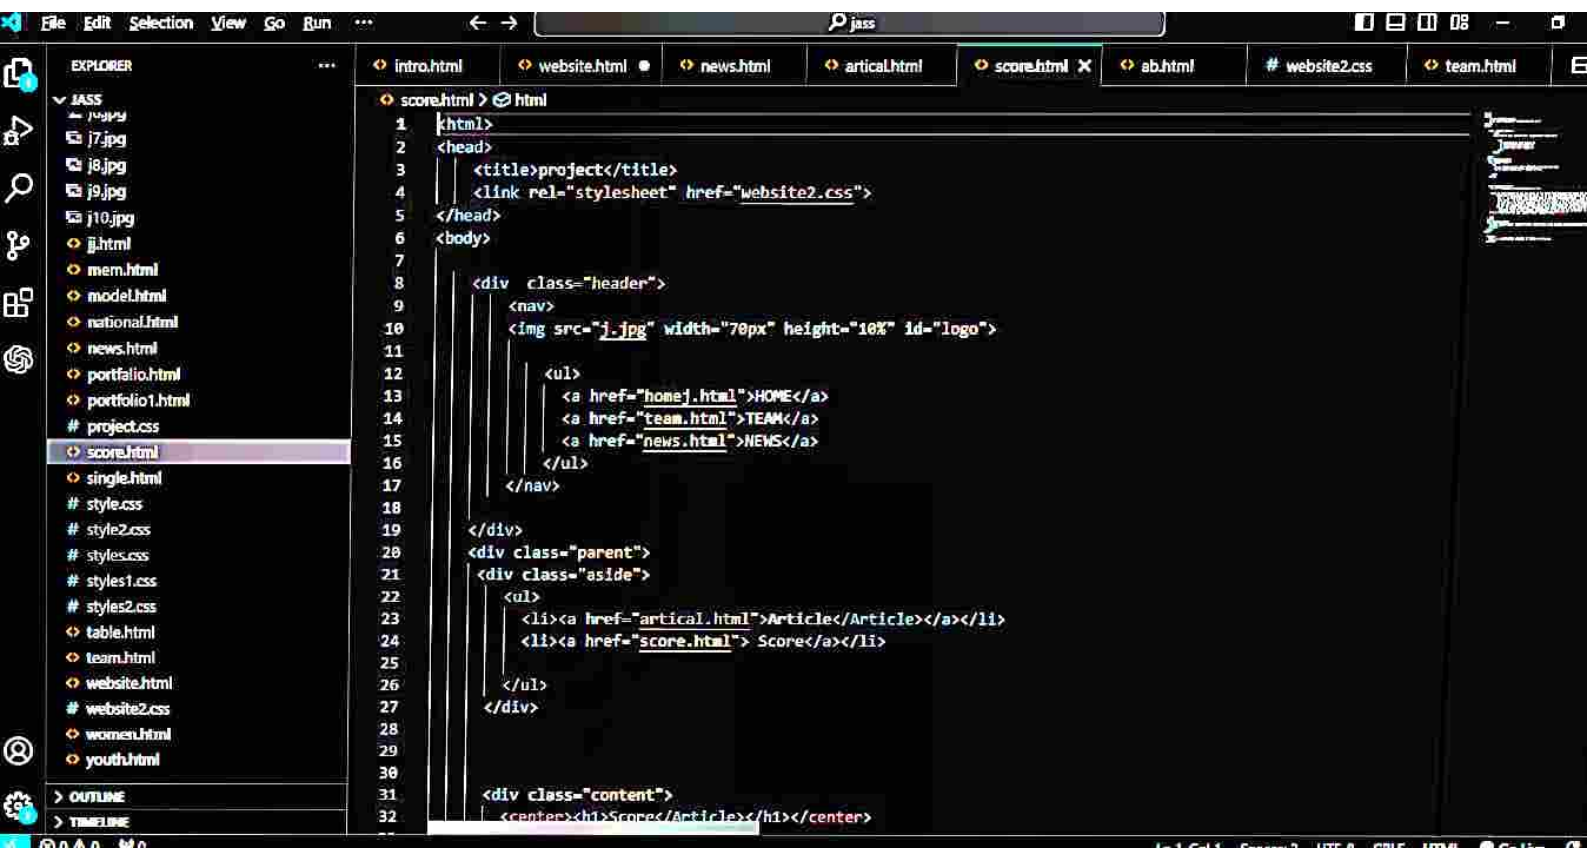 File Edit Selection View Go Run ... jass
EXPLORER ...
JASS
j7.jpg
j8.jpg
j9.jpg
j10.jpg
jj.html
mem.html
model.html
national.html
news.html
portfalio.html
portfolio1.html
project.css
score.html
single.html
style.css
style2.css
styles.css
styles1.css
styles2.css
table.html
team.html
website.html
website2.css
women.html
youth.html
OUTLINE
TIMELINE
intro.html website.html news.html artical.html score.html ab.html website2.css team.html
score.html > html
1 <html>
2 <head>
3 <title>project</title>
4 <link rel="stylesheet" href="website2.css">
5 </head>
6 <body>
7
8 <div  class="header">
9 <nav>
10 <img src="j.jpg" width="70px" height="10%" id="logo">
11
12 <ul>
13 <a href="homej.html">HOME</a>
14 <a href="team.html">TEAM</a>
15 <a href="news.html">NEWS</a>
16 </ul>
17 </nav>
18
19 </div>
20 <div class="parent">
21 <div class="aside">
22 <ul>
23 <li><a href="artical.html">Article</Article></a></li>
24 <li><a href="score.html"> Score</a></li>
25
26 </ul>
27 </div>
28
29
30
31 <div class="content">
32 <center><h1>Score</Article></h1></center>